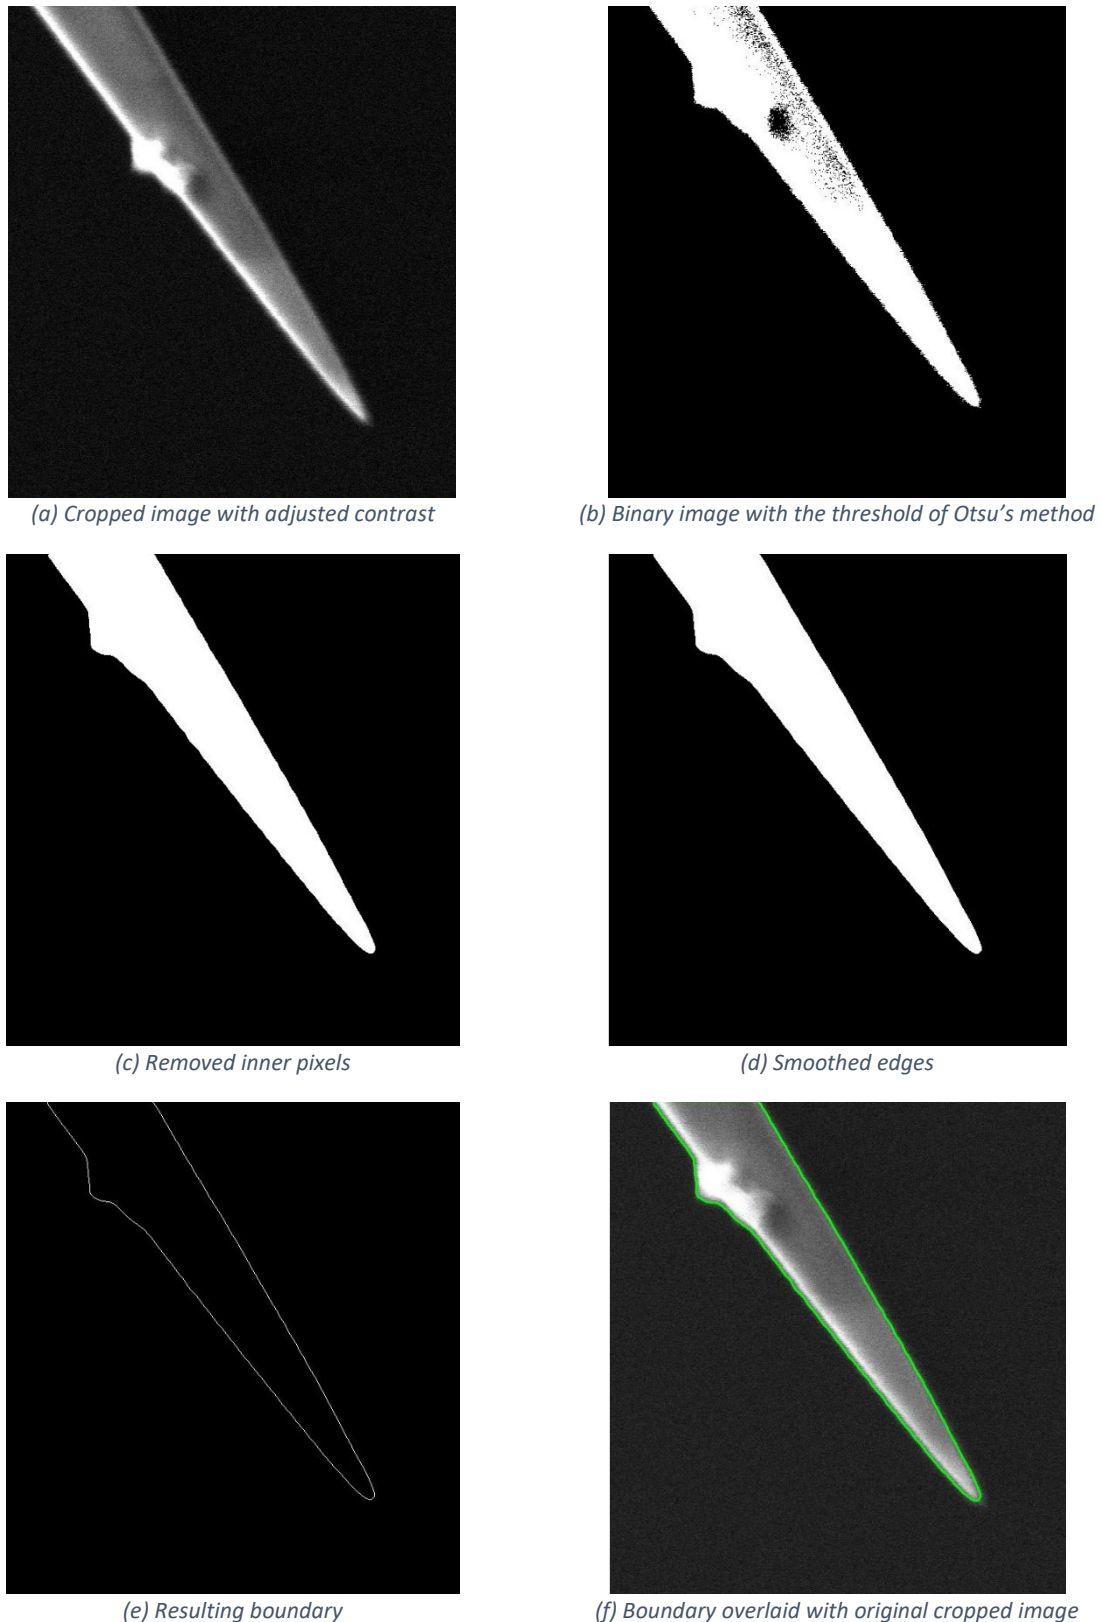 (a) Cropped image with adjusted contrast
(b) Binary image with the threshold of Otsu’s method
(c) Removed inner pixels
(d) Smoothed edges
(e) Resulting boundary
(f) Boundary overlaid with original cropped image